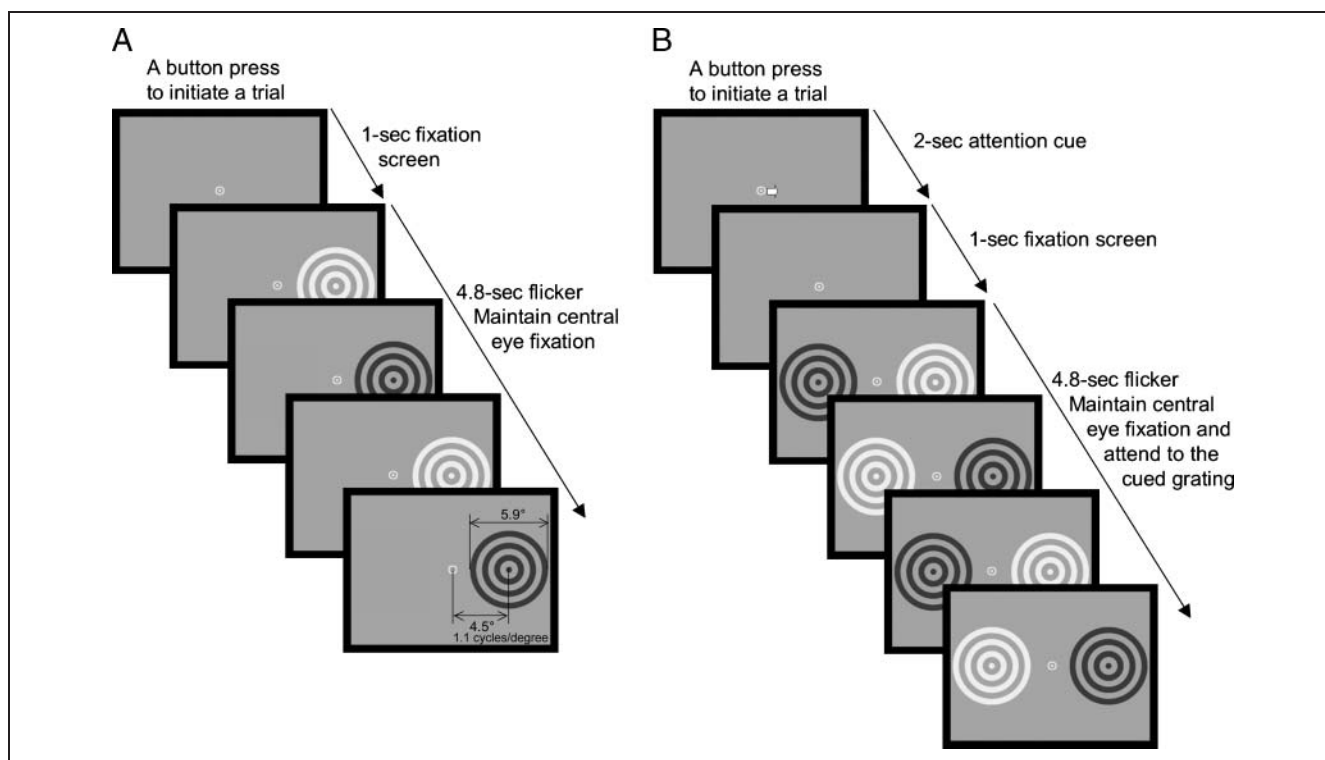 A
A button press
to initiate a trial
1-sec fixation
screen
4.8-sec flicker
Maintain central
eye fixation
5.9°
4.5°
1.1 cycles/degree
B
A button press
to initiate a trial
2-sec attention cue
1-sec fixation screen
4.8-sec flicker
Maintain central
eye fixation and
attend to the
cued grating